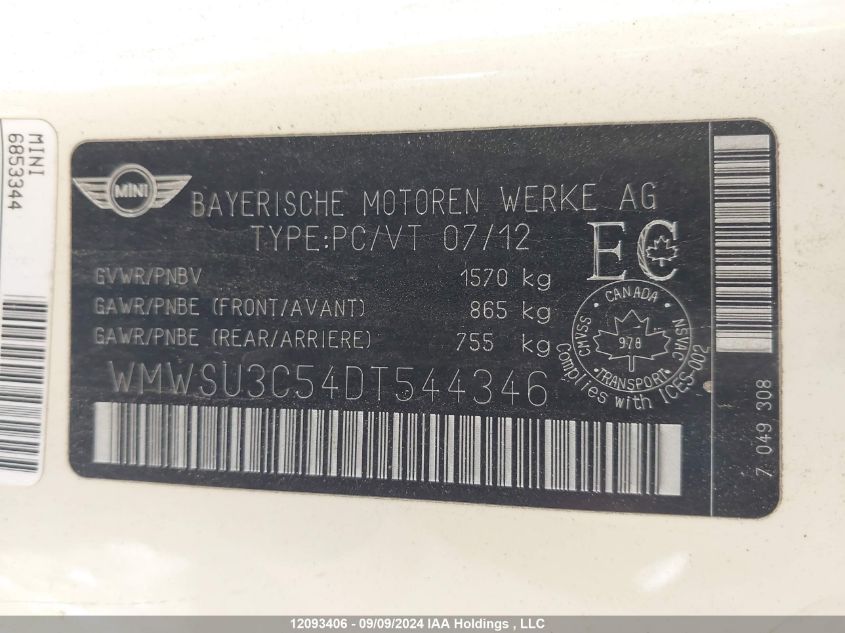 MINI
6853344
MINI
BAYERISCHE MOTOREN WERKE AG
TYPE:PC/VT 07/12
EC
GVWR/PNBV 1570 kg
GAWR/PNBE (FRONT/AVANT) 865 kg
GAWR/PNBE (REAR/ARRIERE) 755 kg
WMWSU3C54DT544346
CANADA
CMVSS
NSVAC
978
TRANSPORT
Complies with ICES-002
7 049 308
12093406 - 09/09/2024 IAA Holdings , LLC